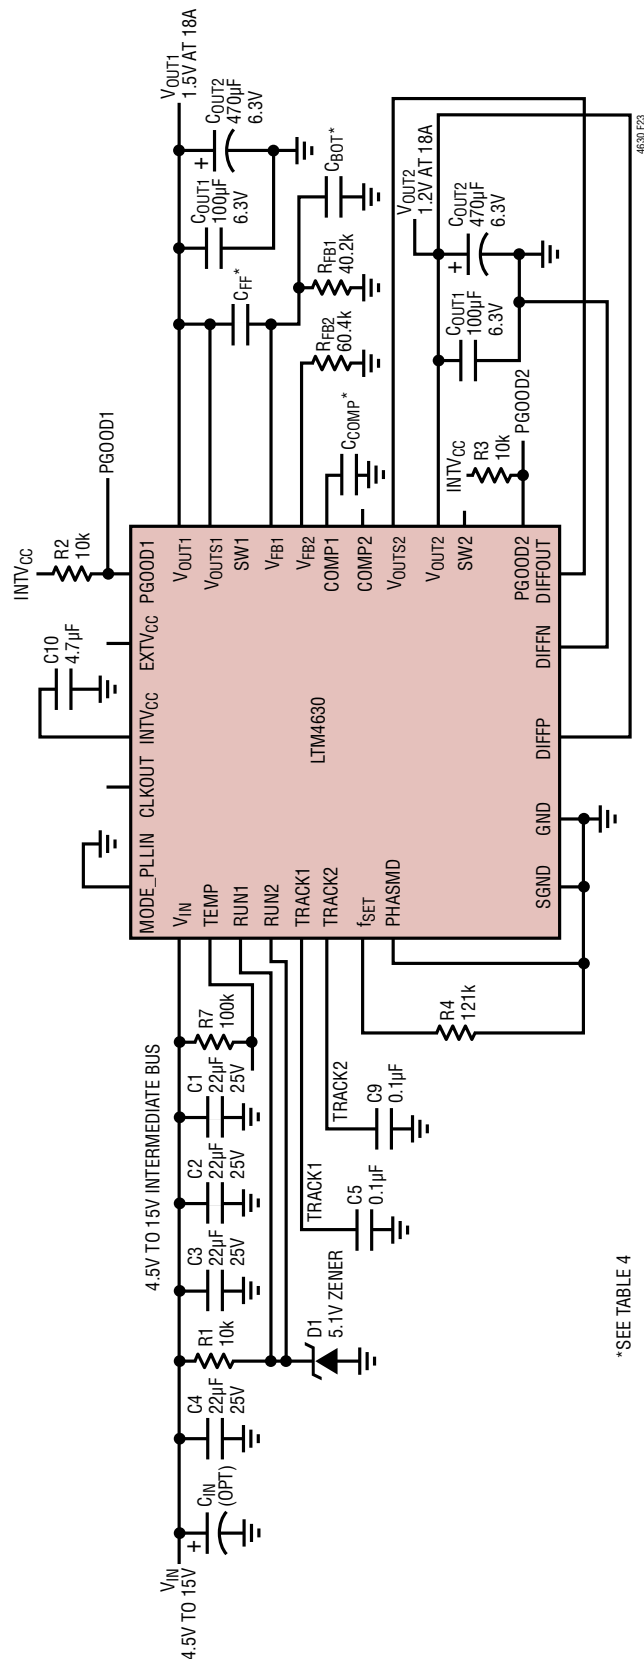 VIN
4.5V TO 15V
CIN
(OPT)
+
C4
22µF
25V
R1
10k
D1
5.1V ZENER
C3
22µF
25V
C2
22µF
25V
C1
22µF
25V
R7
100k
4.5V TO 15V INTERMEDIATE BUS
TRACK1
C5
0.1µF
TRACK2
C9
0.1µF
R4
121k
MODE_PLLIN
CLKOUT
INTVCC
EXTVCC
PGOOD1
VIN
TEMP
RUN1
RUN2
TRACK1
TRACK2
fSET
PHASMD
LTM4630
VOUT1
VOUTS1
SW1
VFB1
VFB2
COMP1
COMP2
VOUTS2
VOUT2
SW2
PGOOD2
SGND
GND
DIFFP
DIFFN
DIFFOUT
C10
4.7µF
INTVCC
R2
10k
PGOOD1
VOUT1
1.5V AT 18A
COUT1
100µF
6.3V
+
COUT2
470µF
6.3V
CFF*
CBOT*
RFB1
40.2k
RFB2
60.4k
CCOMP*
INTVCC
R3
10k
PGOOD2
VOUT2
1.2V AT 18A
COUT1
100µF
6.3V
+
COUT2
470µF
6.3V
*SEE TABLE 4
4630 F23